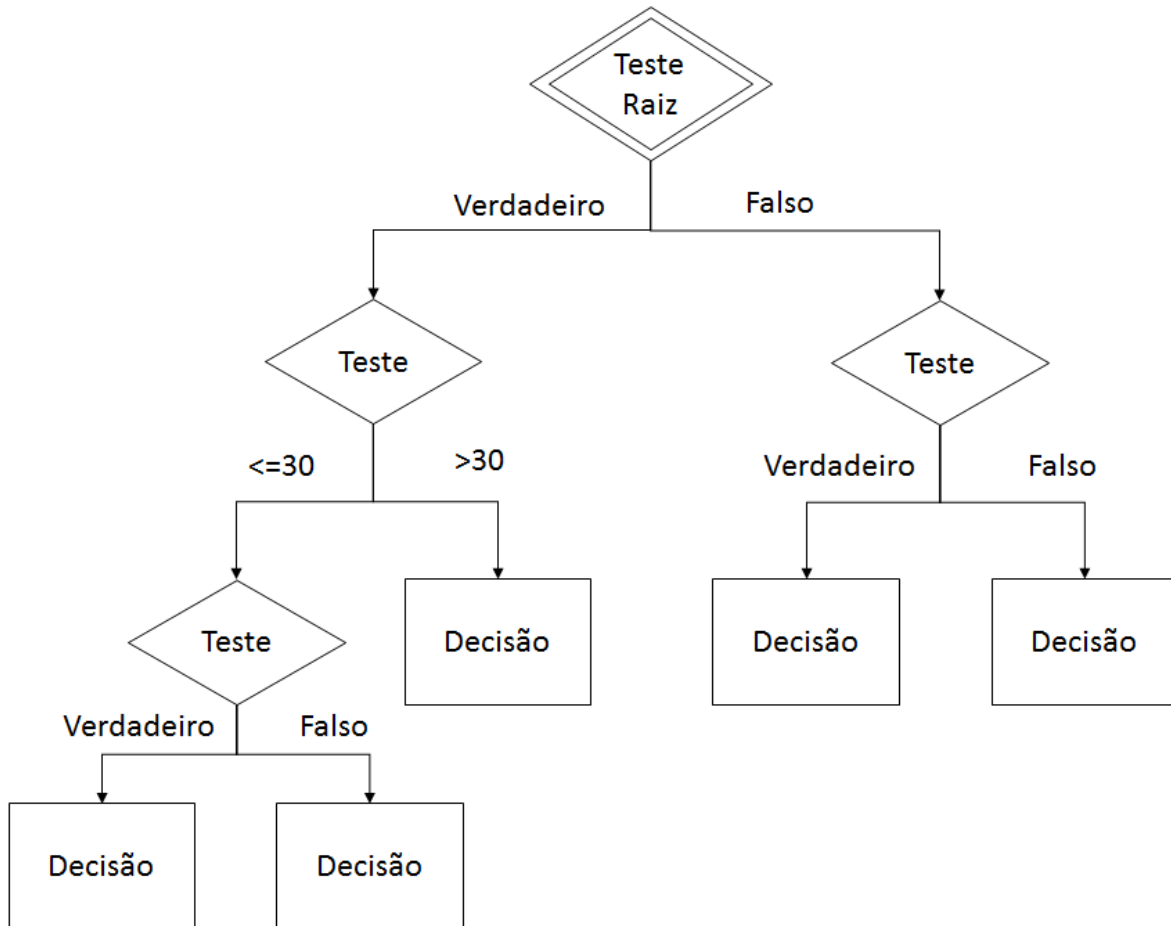 Teste
Raiz
Verdadeiro
Falso
Teste
Teste
<=30
>30
Verdadeiro
Falso
Teste
Decisão
Decisão
Decisão
Verdadeiro
Falso
Decisão
Decisão